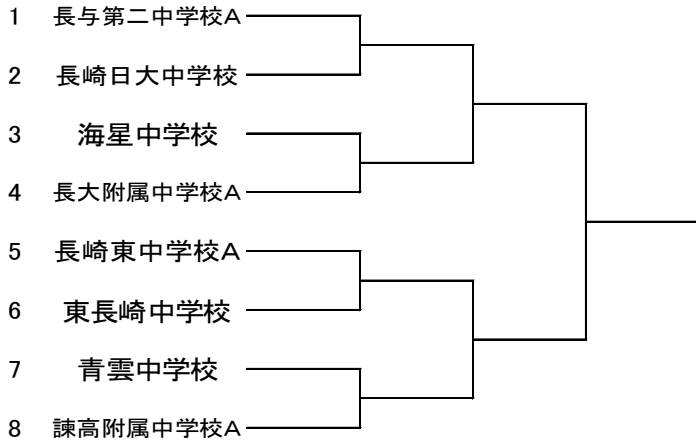 1 長与第二中学校A
2 長崎日大中学校
3 海星中学校
4 長大附属中学校A
5 長崎東中学校A
6 東長崎中学校
7 青雲中学校
8 諫高附属中学校A